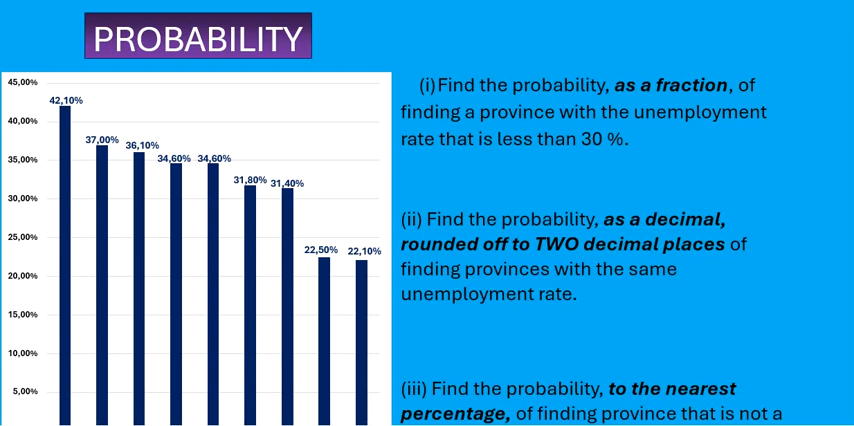 PROBABILITY
45,00%
40,00%
35,00%
30,00%
25,00%
20,00%
15,00%
10,00%
5,00%
42,10%
37,00%
36,10%
34,60%
34,60%
31,80%
31,40%
22,50%
22,10%
(i)Find the probability, as a fraction, of
finding a province with the unemployment
rate that is less than 30 %.
(ii) Find the probability, as a decimal,
rounded off to TWO decimal places of
finding provinces with the same
unemployment rate.
(iii) Find the probability, to the nearest
percentage, of finding province that is not a